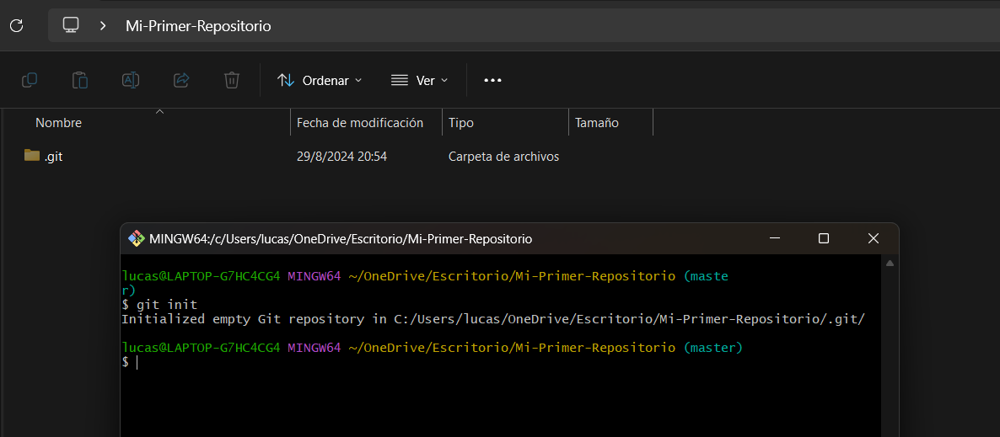 Mi-Primer-Repositorio
Ordenar Ver
Nombre Fecha de modificación Tipo Tamaño
.git 29/8/2024 20:54 Carpeta de archivos
MINGW64:/c/Users/lucas/OneDrive/Escritorio/Mi-Primer-Repositorio
lucas@LAPTOP-G7HC4CG4 MINGW64 ~/OneDrive/Escritorio/Mi-Primer-Repositorio (maste
r)
$ git init
Initialized empty Git repository in C:/Users/lucas/OneDrive/Escritorio/Mi-Primer-Repositorio/.git/
lucas@LAPTOP-G7HC4CG4 MINGW64 ~/OneDrive/Escritorio/Mi-Primer-Repositorio (master)
$